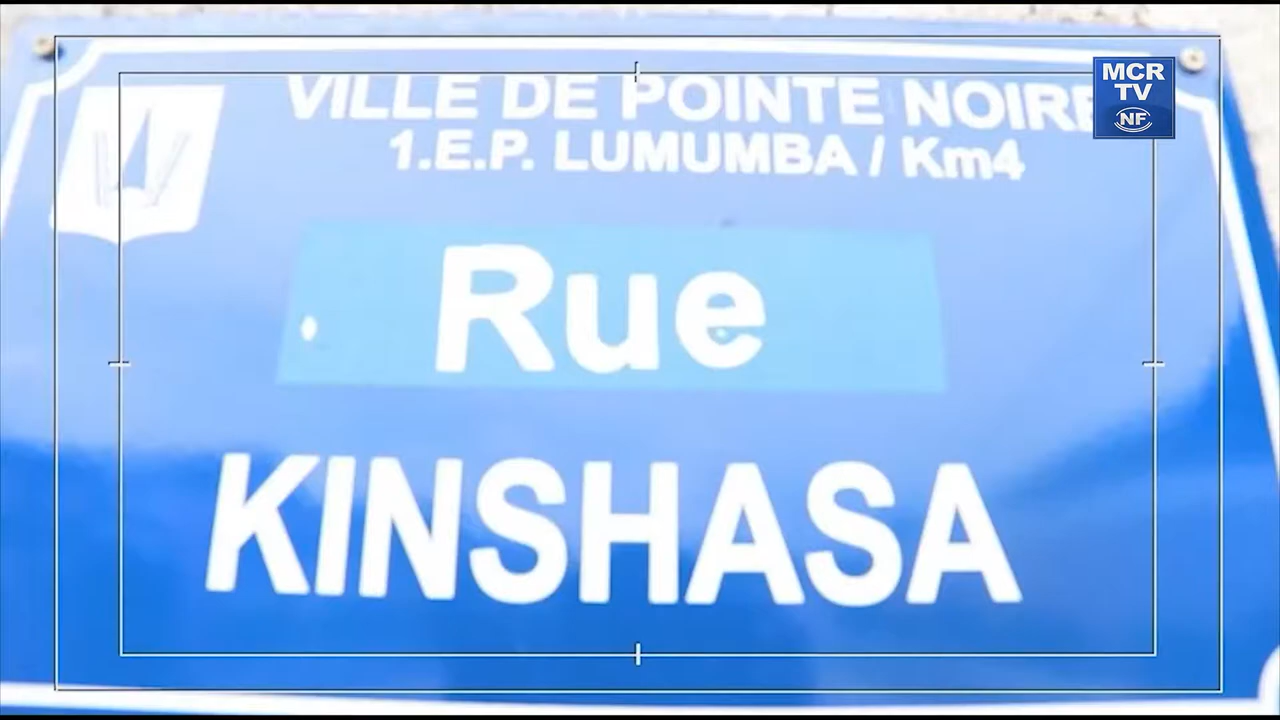 VILLE DE POINTE NOIRE
1.E.P. LUMUMBA / Km4
Rue
KINSHASA
MCR
TV
NF